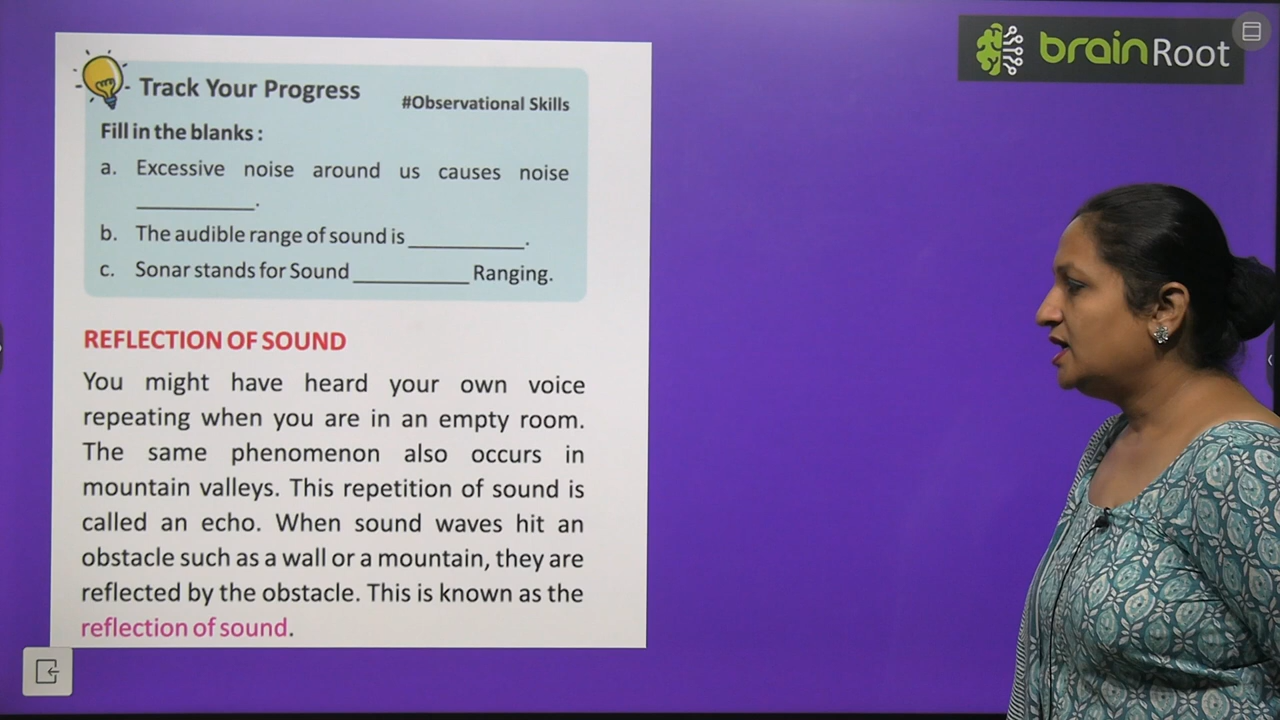 brainRoot
Track Your Progress
#Observational Skills
Fill in the blanks :
a. Excessive noise around us causes noise
__________.
b. The audible range of sound is __________.
c. Sonar stands for Sound __________ Ranging.
REFLECTION OF SOUND
You might have heard your own voice
repeating when you are in an empty room.
The same phenomenon also occurs in
mountain valleys. This repetition of sound is
called an echo. When sound waves hit an
obstacle such as a wall or a mountain, they are
reflected by the obstacle. This is known as the
reflection of sound.